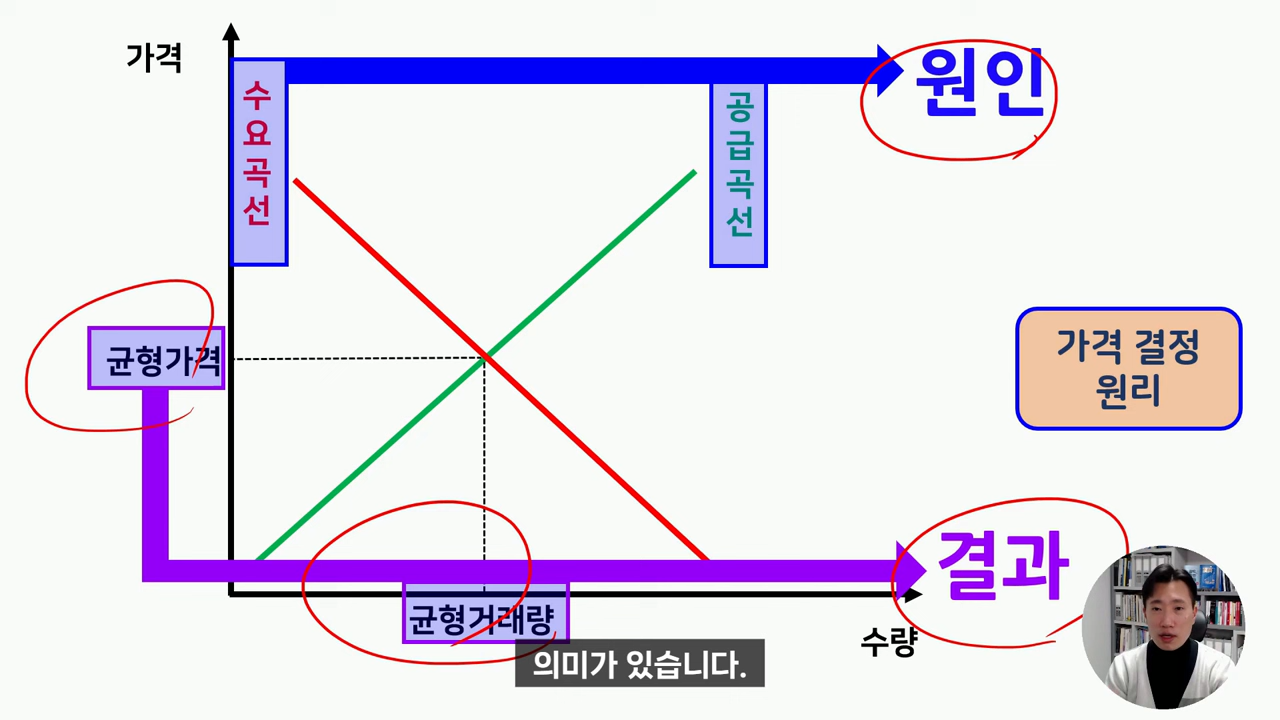 가격
원인
수요곡선
공급곡선
균형가격
가격 결정
원리
결과
균형거래량
수량
의미가 있습니다.